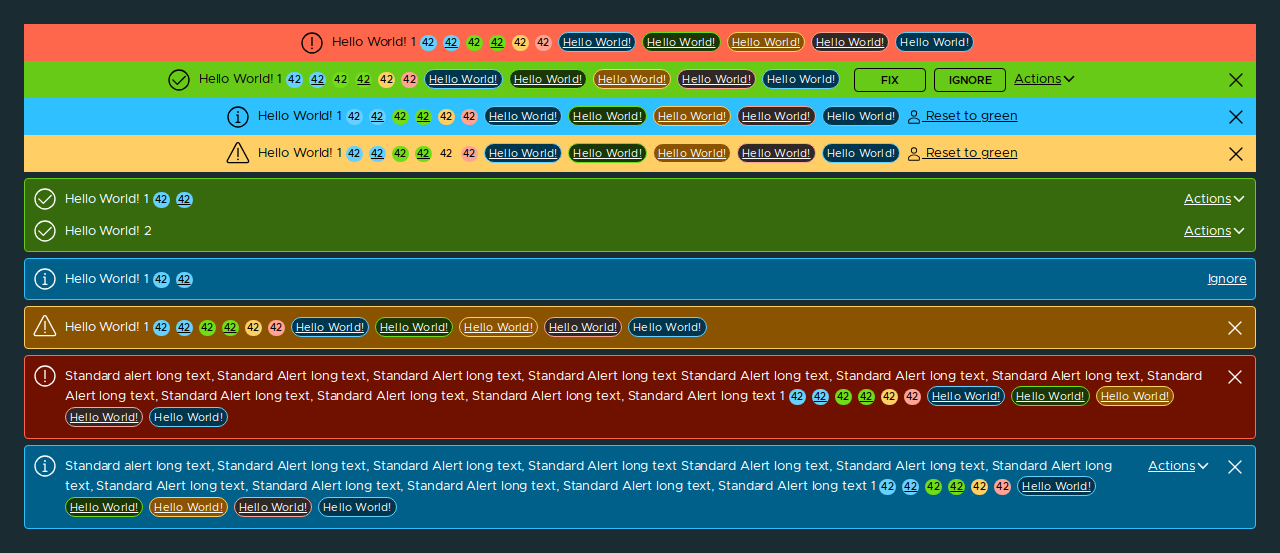 Hello World! 1 42 42 42 42 42 42 Hello World! Hello World! Hello World! Hello World! Hello World!
Hello World! 1 42 42 42 42 42 42 Hello World! Hello World! Hello World! Hello World! Hello World! FIX IGNORE Actions
Hello World! 1 42 42 42 42 42 42 Hello World! Hello World! Hello World! Hello World! Hello World! Reset to green
Hello World! 1 42 42 42 42 42 42 Hello World! Hello World! Hello World! Hello World! Hello World! Reset to green
Hello World! 1 42 42 Actions
Hello World! 2 Actions
Hello World! 1 42 42 Ignore
Hello World! 1 42 42 42 42 42 42 Hello World! Hello World! Hello World! Hello World! Hello World!
Standard alert long text, Standard Alert long text, Standard Alert long text, Standard Alert long text Standard Alert long text, Standard Alert long text, Standard Alert long text, Standard
Alert long text, Standard Alert long text, Standard Alert long text, Standard Alert long text, Standard Alert long text 1 42 42 42 42 42 42 Hello World! Hello World! Hello World!
Hello World! Hello World!
Standard alert long text, Standard Alert long text, Standard Alert long text, Standard Alert long text Standard Alert long text, Standard Alert long text, Standard Alert long Actions
text, Standard Alert long text, Standard Alert long text, Standard Alert long text, Standard Alert long text, Standard Alert long text 1 42 42 42 42 42 42 Hello World!
Hello World! Hello World! Hello World! Hello World!